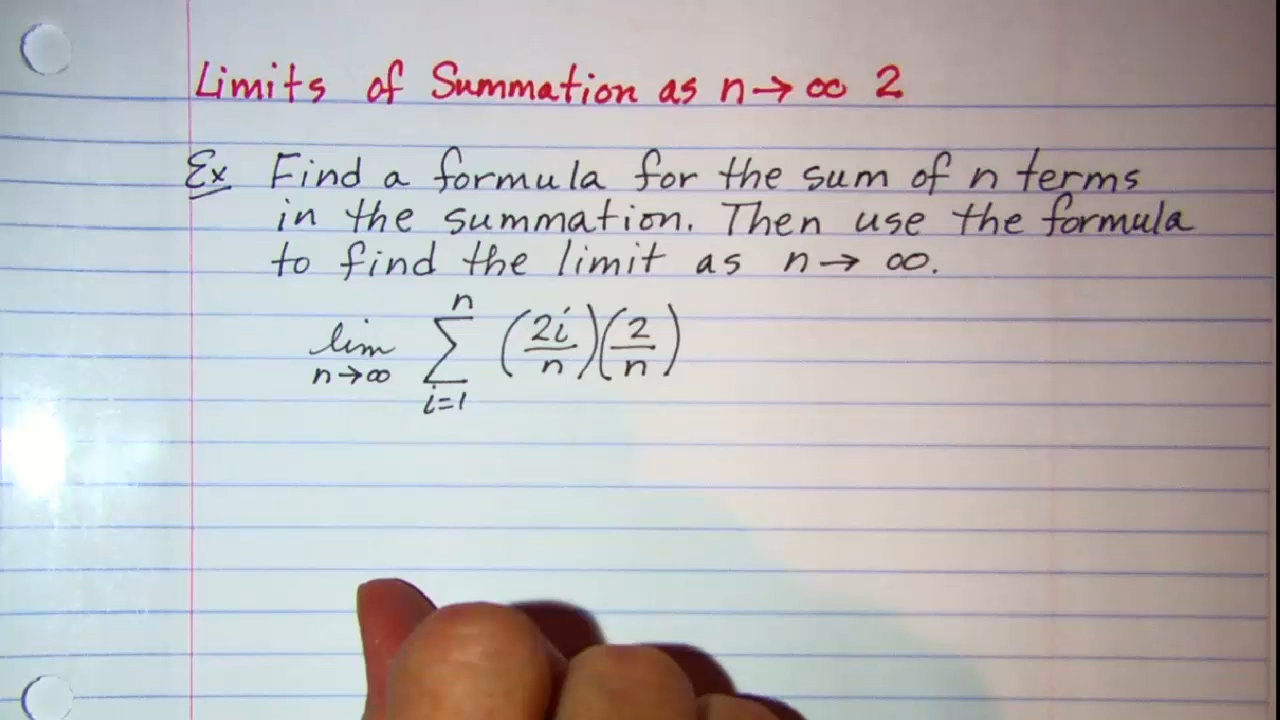 Limits of Summation as n→∞ 2
Ex Find a formula for the sum of n terms
in the summation. Then use the formula
to find the limit as n→ ∞.
lim n→∞ n Σ i=1 (2i/n)(2/n)